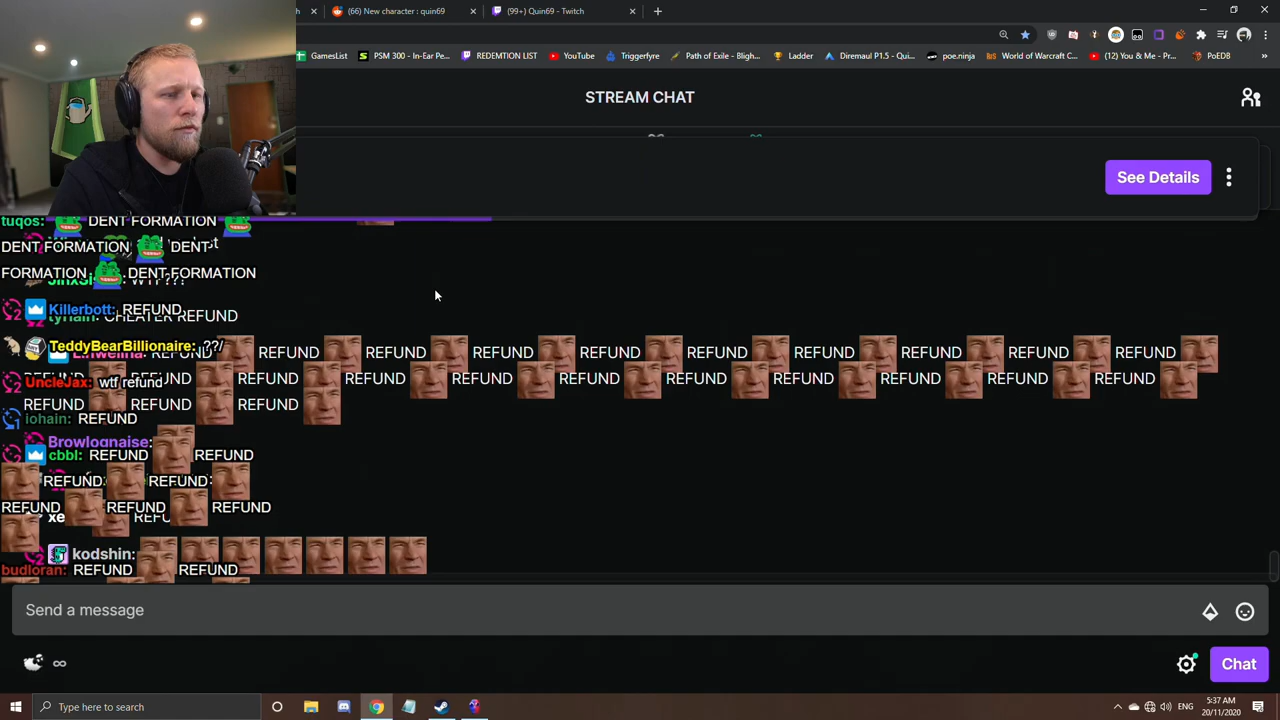 (66) New character : quin69
(99+) Quin69 - Twitch
GamesList
PSM 300 - In-Ear Pe...
REDEMTION LIST
YouTube
Triggerfyre
Path of Exile - Bligh...
Ladder
Diremaul P1.5 - Qui...
poe.ninja
World of Warcraft C...
(12) You & Me - Pr...
PoEDB
STREAM CHAT
See Details
tuqos: DENT FORMATION
DENT FORMATION DENT
FORMATION DENT FORMATION
Killerbott: REFUND
CHEATER REFUND
TeddyBearBillionaire: ??/
REFUND REFUND REFUND REFUND REFUND REFUND REFUND REFUND REFUND REFUND
UncleJax: wtf refund
REFUND REFUND REFUND REFUND REFUND REFUND REFUND REFUND REFUND
REFUND REFUND REFUND
iohain: REFUND
Browlognaise:
cbbl: REFUND REFUND
REFUND REFUND
REFUND REFUND REFUND
kodshin:
budloran: REFUND REFUND
Send a message
Chat
Type here to search
ENG
5:37 AM
20/11/2020